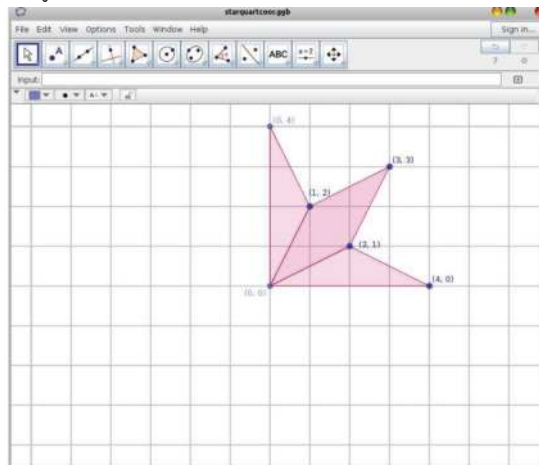 starquartcoor.ggb
File Edit View Options Tools Window Help
Sign in...
ABC
Input:
(0, 4)
(3, 3)
(1, 2)
(2, 1)
(4, 0)
(0, 0)